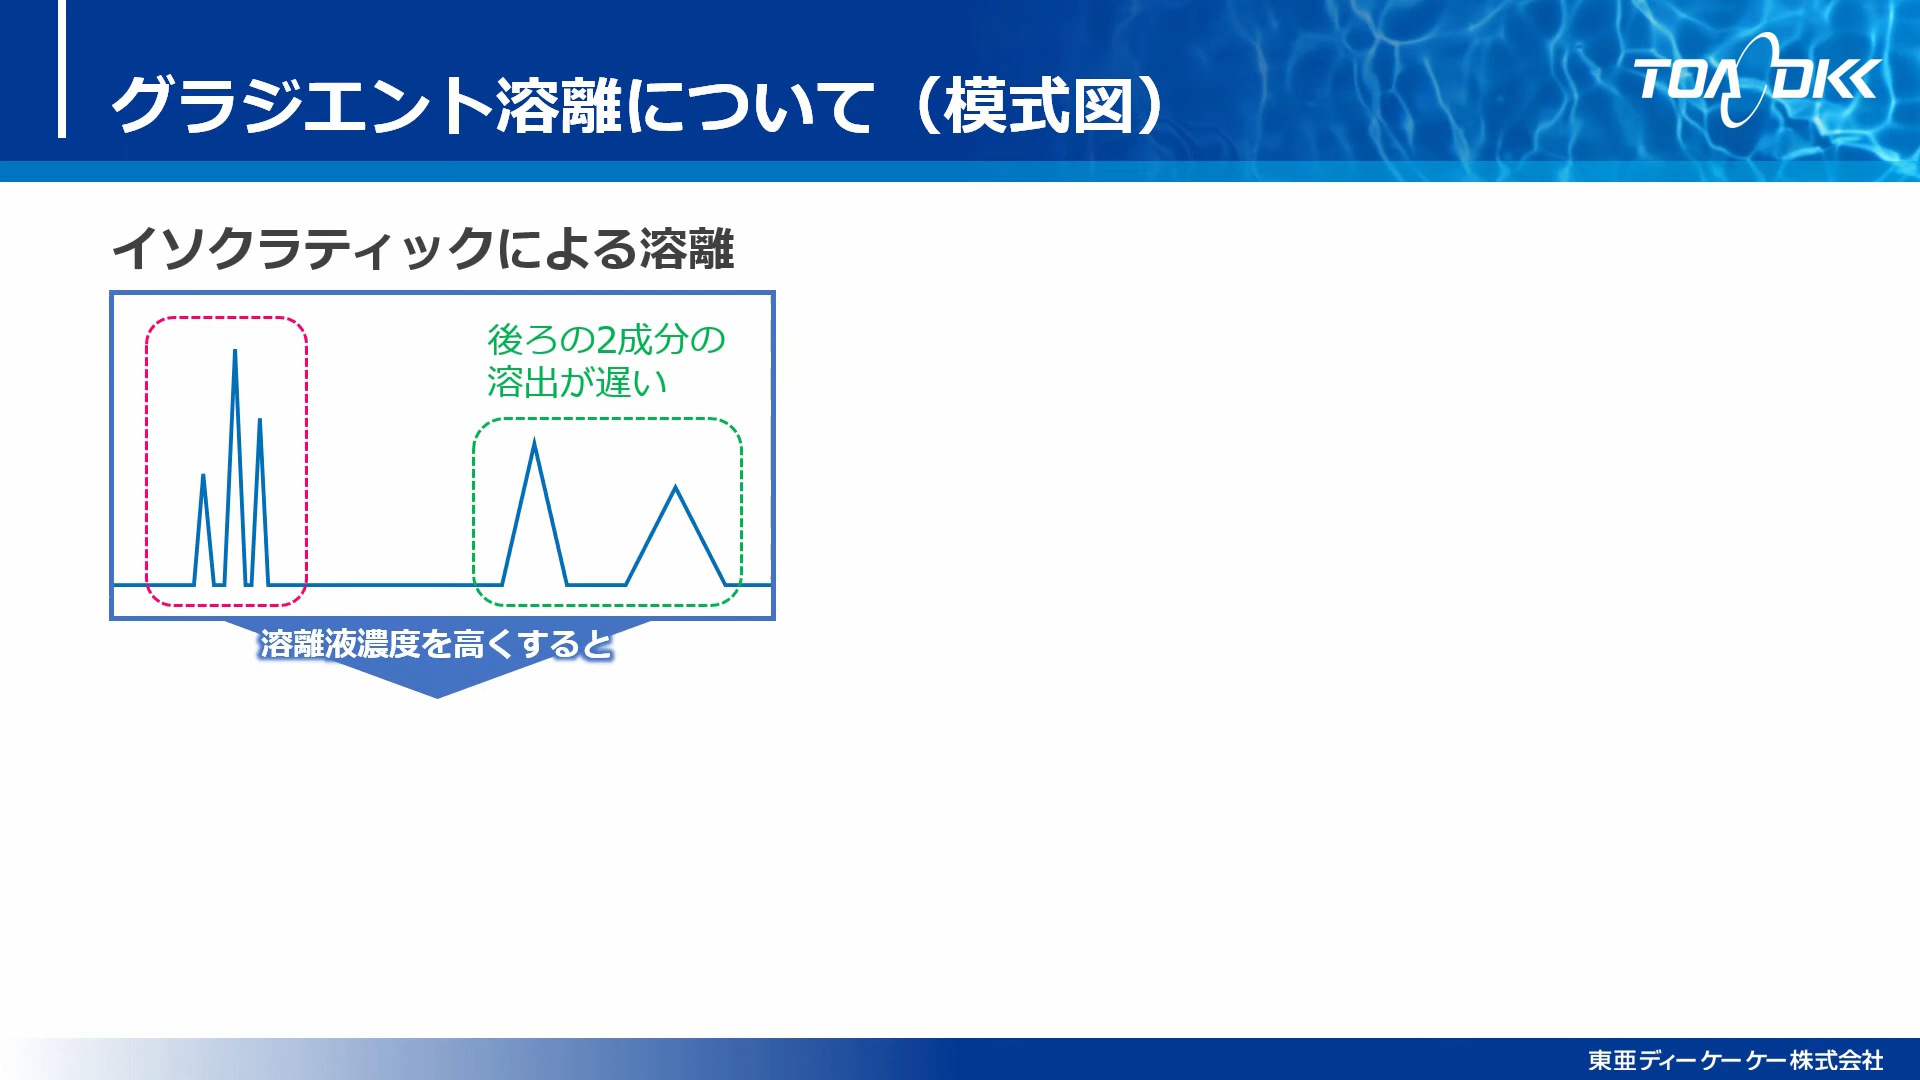 グラジエント溶離について（模式図）
TOA DKK
イソクラティックによる溶離
後ろの2成分の
溶出が遅い
溶離液濃度を高くすると
東亜ディーケーケー株式会社